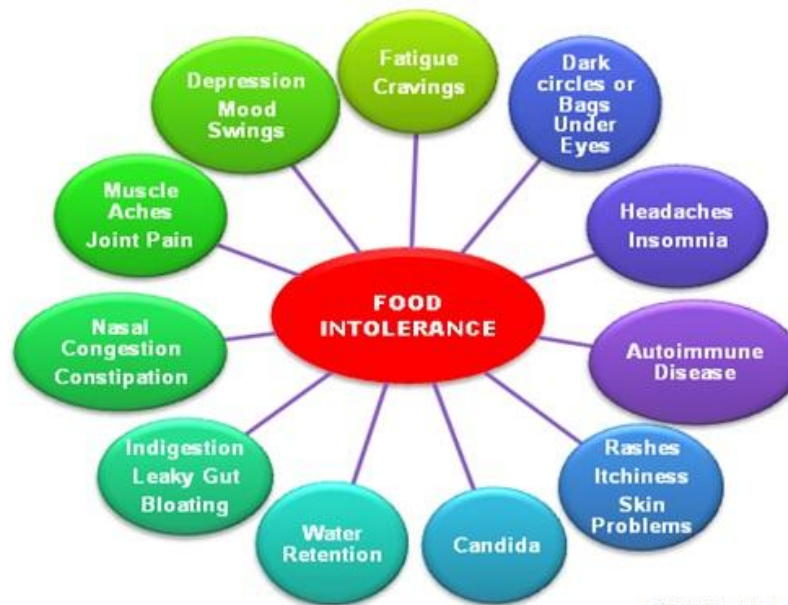 FOOD
INTOLERANCE
Fatigue
Cravings
Dark
circles or
Bags
Under
Eyes
Headaches
Insomnia
Autoimmune
Disease
Rashes
Itchiness
Skin
Problems
Candida
Water
Retention
Indigestion
Leaky Gut
Bloating
Nasal
Congestion
Constipation
Muscle
Aches
Joint Pain
Depression
Mood
Swings